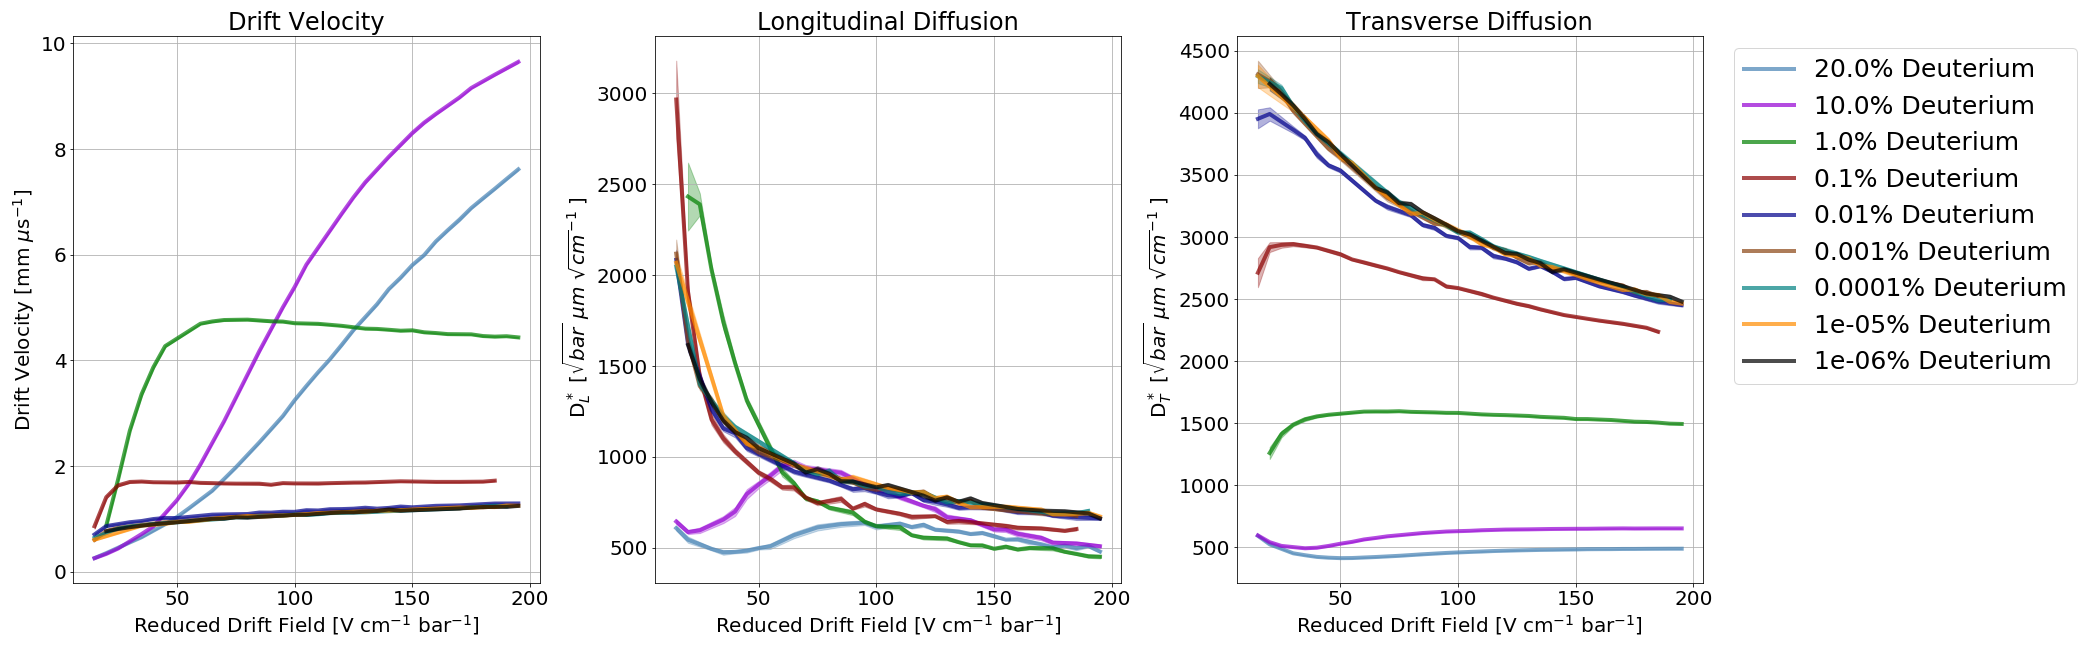 Drift Velocity
Drift Velocity [mm μs⁻¹]
10
8
6
4
2
0
50
100
150
200
Reduced Drift Field [V cm⁻¹ bar⁻¹]
Longitudinal Diffusion
D*_L [√bar μm √cm⁻¹ ]
3000
2500
2000
1500
1000
500
50
100
150
200
Reduced Drift Field [V cm⁻¹ bar⁻¹]
Transverse Diffusion
D*_T [√bar μm √cm⁻¹ ]
4500
4000
3500
3000
2500
2000
1500
1000
500
50
100
150
200
Reduced Drift Field [V cm⁻¹ bar⁻¹]
20.0% Deuterium
10.0% Deuterium
1.0% Deuterium
0.1% Deuterium
0.01% Deuterium
0.001% Deuterium
0.0001% Deuterium
1e-05% Deuterium
1e-06% Deuterium